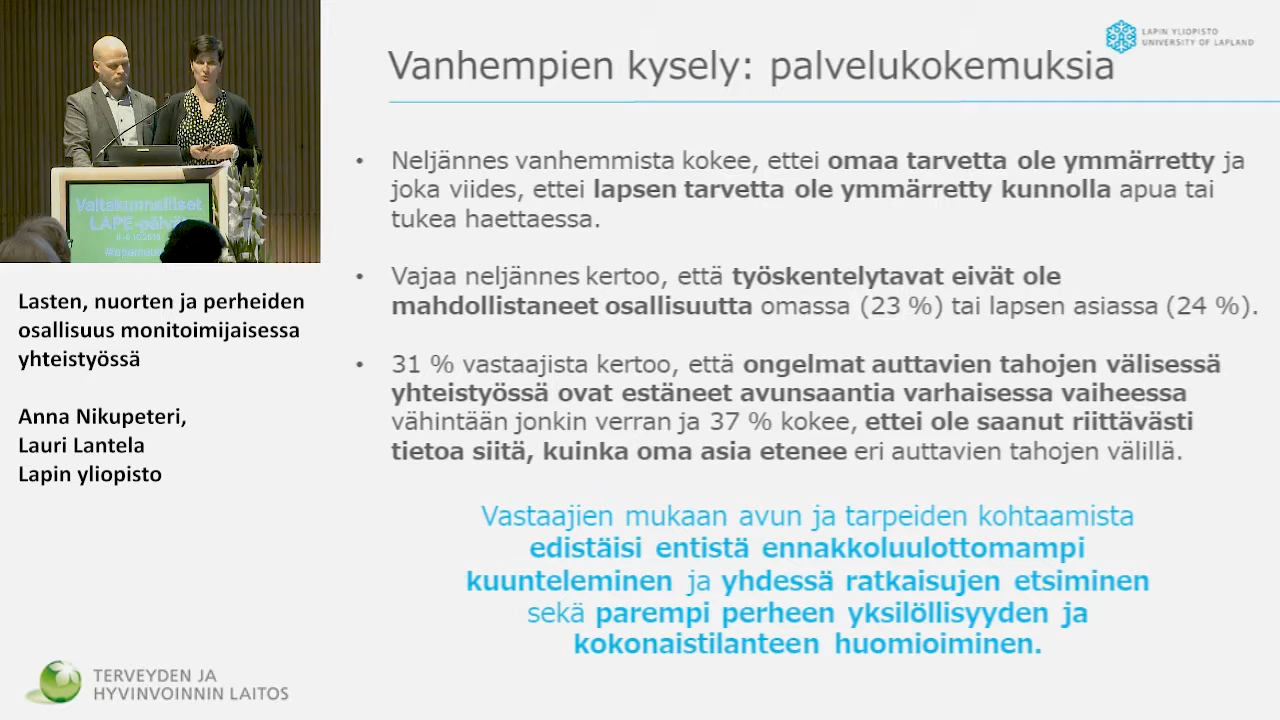 LAPIN YLIOPISTO
UNIVERSITY OF LAPLAND
Vanhempien kysely: palvelukokemuksia
• Neljännes vanhemmista kokee, ettei omaa tarvetta ole ymmärretty ja
joka viides, ettei lapsen tarvetta ole ymmärretty kunnolla apua tai
tukea haettaessa.
• Vajaa neljännes kertoo, että työskentelytavat eivät ole
mahdollistaneet osallisuutta omassa (23 %) tai lapsen asiassa (24 %).
• 31 % vastaajista kertoo, että ongelmat auttavien tahojen välisessä
yhteistyössä ovat estäneet avunsaantia varhaisessa vaiheessa
vähintään jonkin verran ja 37 % kokee, ettei ole saanut riittävästi
tietoa siitä, kuinka oma asia etenee eri auttavien tahojen välillä.
Vastaajien mukaan avun ja tarpeiden kohtaamista
edistäisi entistä ennakkoluulottomampi
kuunteleminen ja yhdessä ratkaisujen etsiminen
sekä parempi perheen yksilöllisyyden ja
kokonaistilanteen huomioiminen.
Valtakunnalliset
LAPE-päivät
Lasten, nuorten ja perheiden
osallisuus monitoimijaisessa
yhteistyössä
Anna Nikupeteri,
Lauri Lantela
Lapin yliopisto
TERVEYDEN JA
HYVINVOINNIN LAITOS